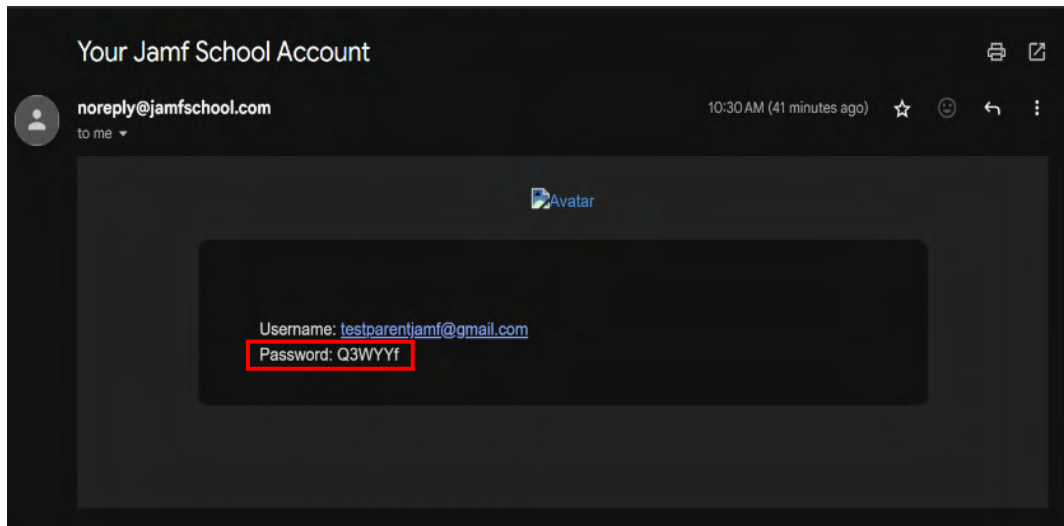 Your Jamf School Account
noreply@jamfschool.com
10:30 AM (41 minutes ago)
to me
Avatar
Username: testparentjamf@gmail.com
Password: Q3WYYf